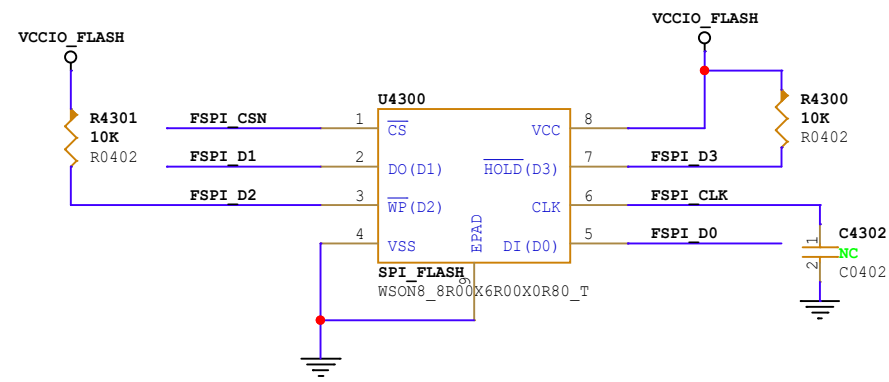 VCCIO_FLASH
VCCIO_FLASH
U4300
R4301
10K
R0402
R4300
10K
R0402
FSPI_CSN
1
CS
VCC
8
FSPI_D1
2
DO(D1)
HOLD(D3)
7
FSPI_D3
FSPI_D2
3
WP(D2)
CLK
6
FSPI_CLK
4
VSS
EPAD
DI(D0)
5
FSPI_D0
C4302
1
NC
2
C0402
SPI_FLASH
9
WSON8_8R00X6R00X0R80_T